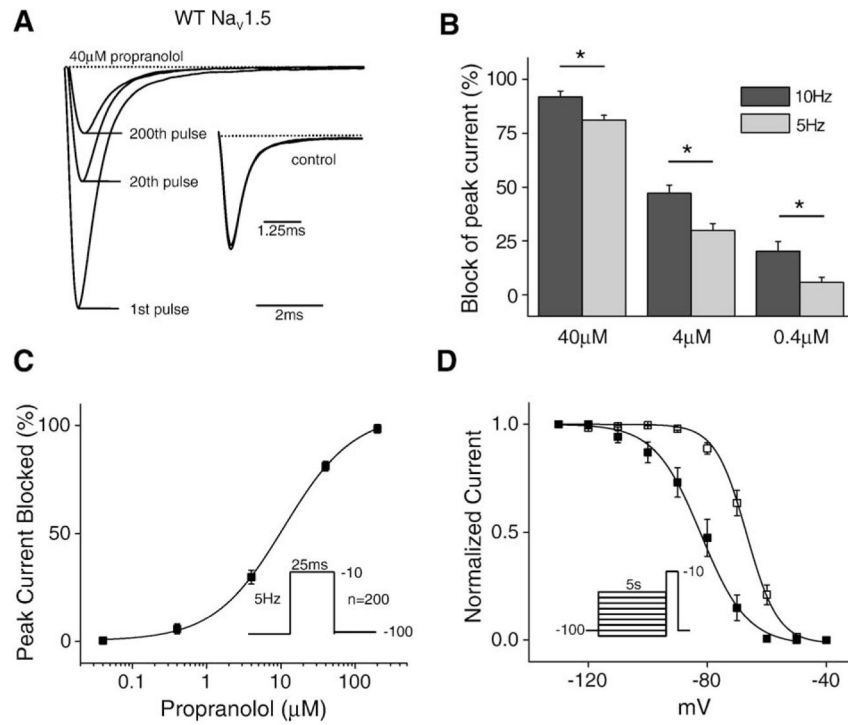 A
WT Naᵥ1.5
40μM propranolol
200th pulse
20th pulse
1st pulse
control
1.25ms
2ms
B
Block of peak current (%)
100
75
50
25
0
*
*
*
10Hz
5Hz
40μM
4μM
0.4μM
C
Peak Current Blocked (%)
100
50
0
25ms
-10
5Hz
n=200
-100
0.1
1
10
100
Propranolol (μM)
D
Normalized Current
1.0
0.5
0.0
5s
-10
-100
-120
-80
-40
mV